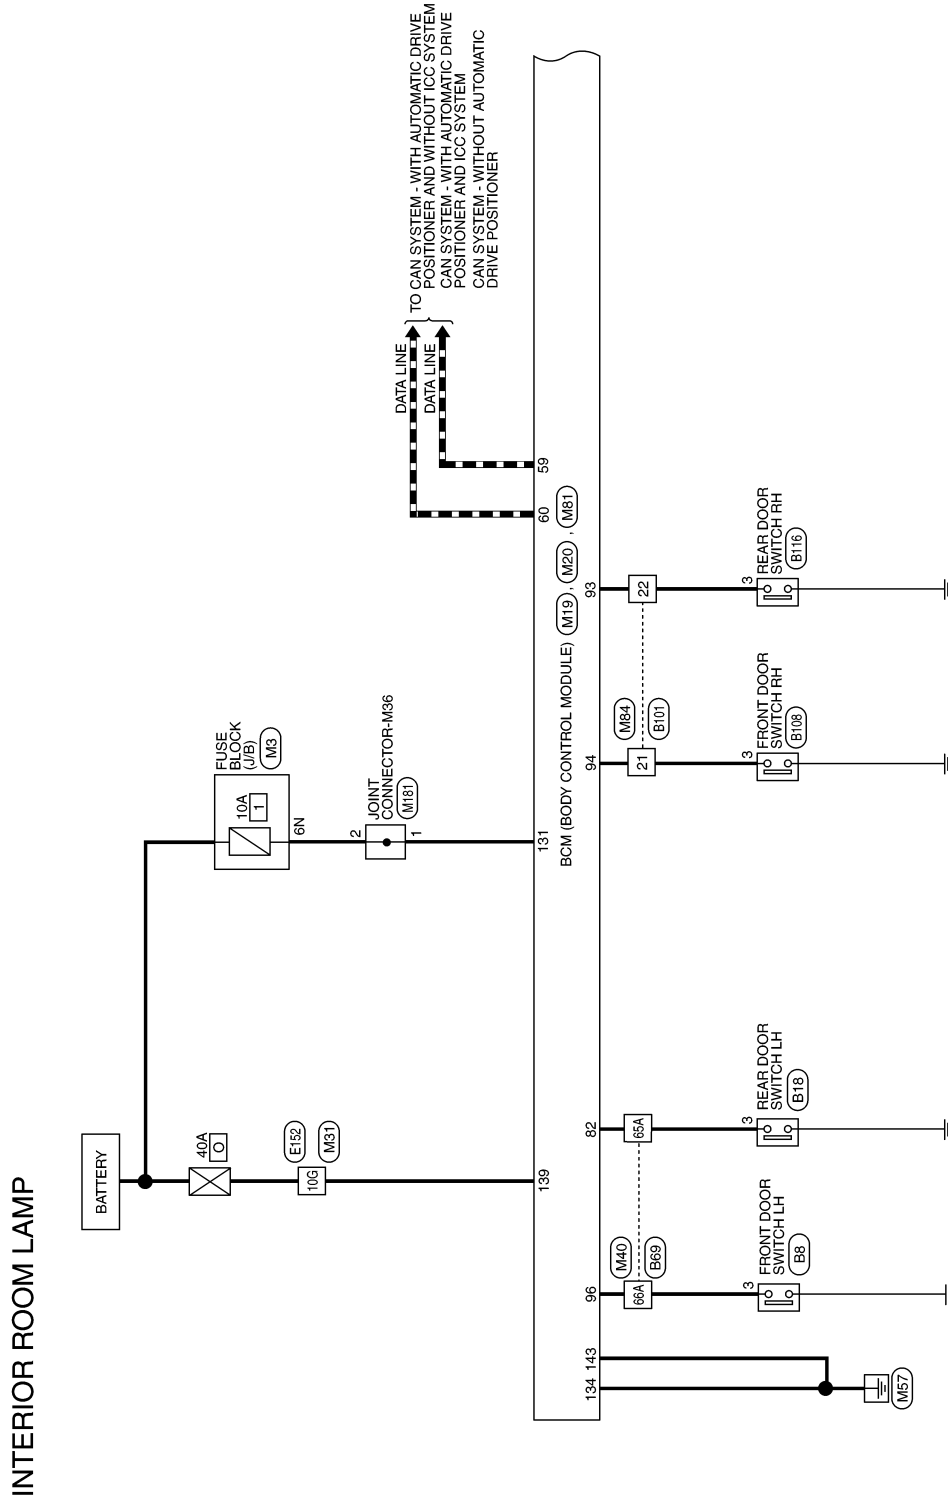 INTERIOR ROOM LAMP
BATTERY
40A
O
E152
10G
M31
139
FUSE
BLOCK
(J/B)
M3
10A
1
6N
2
JOINT
CONNECTOR-M36
M181
1
131
DATA LINE
DATA LINE
TO CAN SYSTEM - WITH AUTOMATIC DRIVE
POSITIONER AND WITHOUT ICC SYSTEM
CAN SYSTEM - WITH AUTOMATIC DRIVE
POSITIONER AND ICC SYSTEM
CAN SYSTEM - WITHOUT AUTOMATIC
DRIVE POSITIONER
60
59
BCM (BODY CONTROL MODULE) M19 , M20 , M81
134
143
96
82
94
93
M40
66A
B69
65A
M84
21
B101
22
3
FRONT DOOR
SWITCH LH
B8
3
REAR DOOR
SWITCH LH
B18
3
FRONT DOOR
SWITCH RH
B108
3
REAR DOOR
SWITCH RH
B116
M57